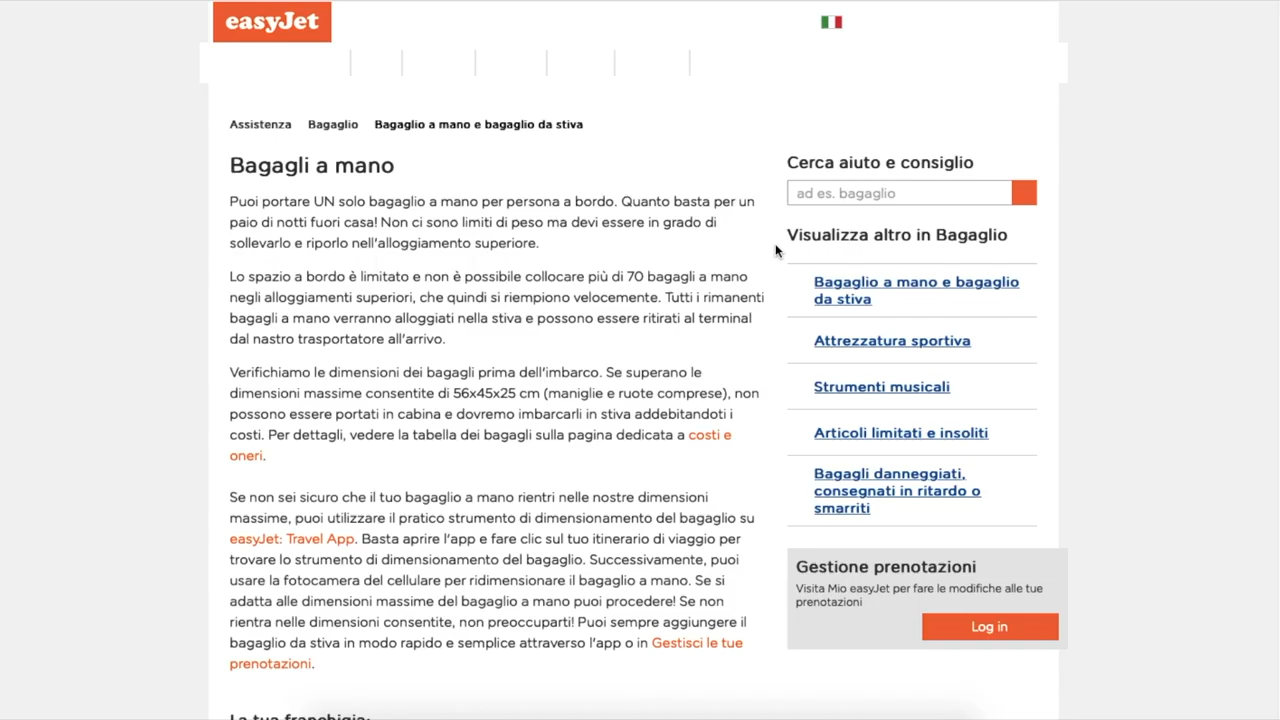 easyJet
Assistenza Bagaglio Bagaglio a mano e bagaglio da stiva
Bagagli a mano
Puoi portare UN solo bagaglio a mano per persona a bordo. Quanto basta per un
paio di notti fuori casa! Non ci sono limiti di peso ma devi essere in grado di
sollevarlo e riporlo nell'alloggiamento superiore.
Lo spazio a bordo è limitato e non è possibile collocare più di 70 bagagli a mano
negli alloggiamenti superiori, che quindi si riempiono velocemente. Tutti i rimanenti
bagagli a mano verranno alloggiati nella stiva e possono essere ritirati al terminal
dal nastro trasportatore all'arrivo.
Verifichiamo le dimensioni dei bagagli prima dell'imbarco. Se superano le
dimensioni massime consentite di 56x45x25 cm (maniglie e ruote comprese), non
possono essere portati in cabina e dovremo imbarcarli in stiva addebitandoti i
costi. Per dettagli, vedere la tabella dei bagagli sulla pagina dedicata a costi e
oneri.
Se non sei sicuro che il tuo bagaglio a mano rientri nelle nostre dimensioni
massime, puoi utilizzare il pratico strumento di dimensionamento del bagaglio su
easyJet: Travel App. Basta aprire l'app e fare clic sul tuo itinerario di viaggio per
trovare lo strumento di dimensionamento del bagaglio. Successivamente, puoi
usare la fotocamera del cellulare per ridimensionare il bagaglio a mano. Se si
adatta alle dimensioni massime del bagaglio a mano puoi procedere! Se non
rientra nelle dimensioni consentite, non preoccuparti! Puoi sempre aggiungere il
bagaglio da stiva in modo rapido e semplice attraverso l'app o in Gestisci le tue
prenotazioni.
La tua franchigia:
Cerca aiuto e consiglio
ad es. bagaglio
Visualizza altro in Bagaglio
Bagaglio a mano e bagaglio
da stiva
Attrezzatura sportiva
Strumenti musicali
Articoli limitati e insoliti
Bagagli danneggiati,
consegnati in ritardo o
smarriti
Gestione prenotazioni
Visita Mio easyJet per fare le modifiche alle tue
prenotazioni
Log in